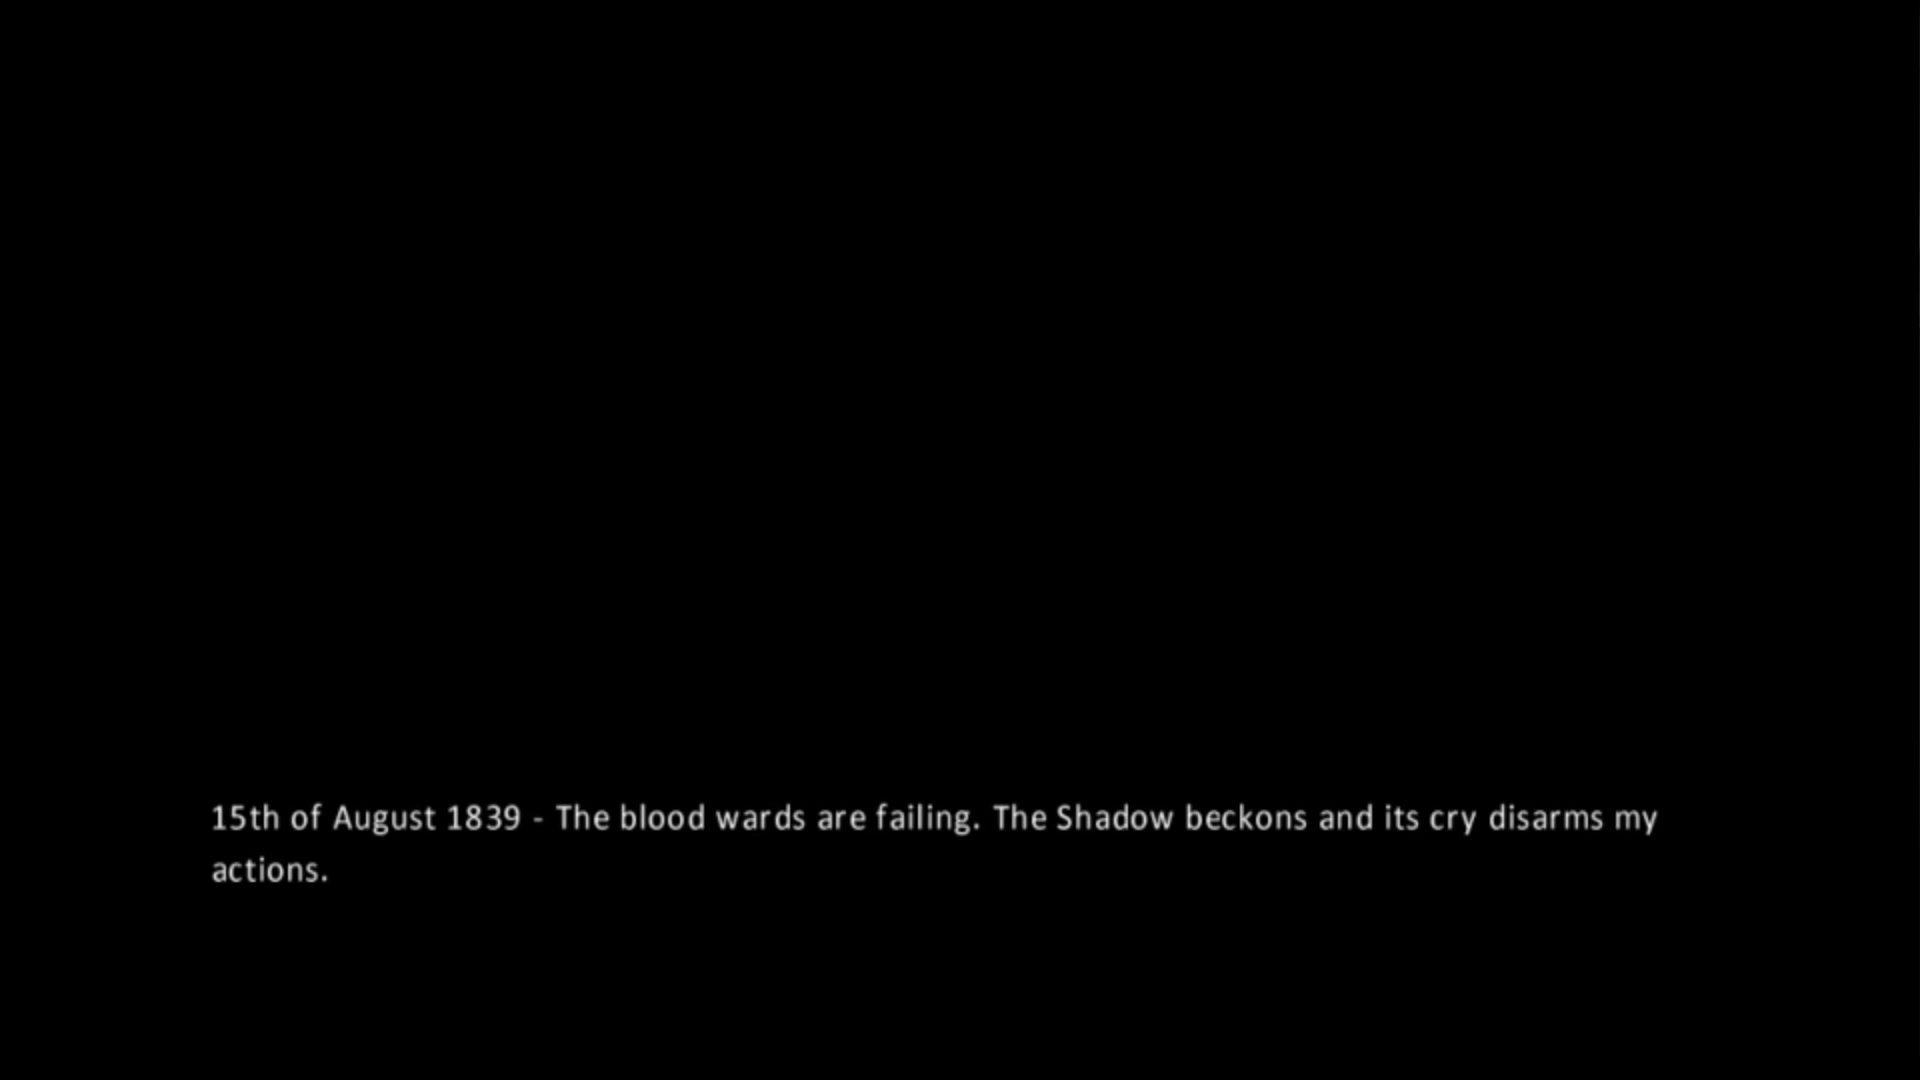 15th of August 1839 - The blood wards are failing. The Shadow beckons and its cry disarms my
actions.